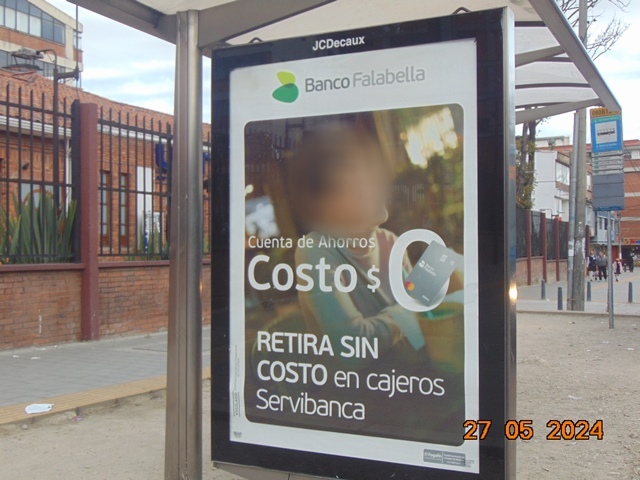 JCDecaux
Banco Falabella
Cuenta de Ahorros
Costo $0
RETIRA SIN
COSTO en cajeros
Servibanca
27 05 2024